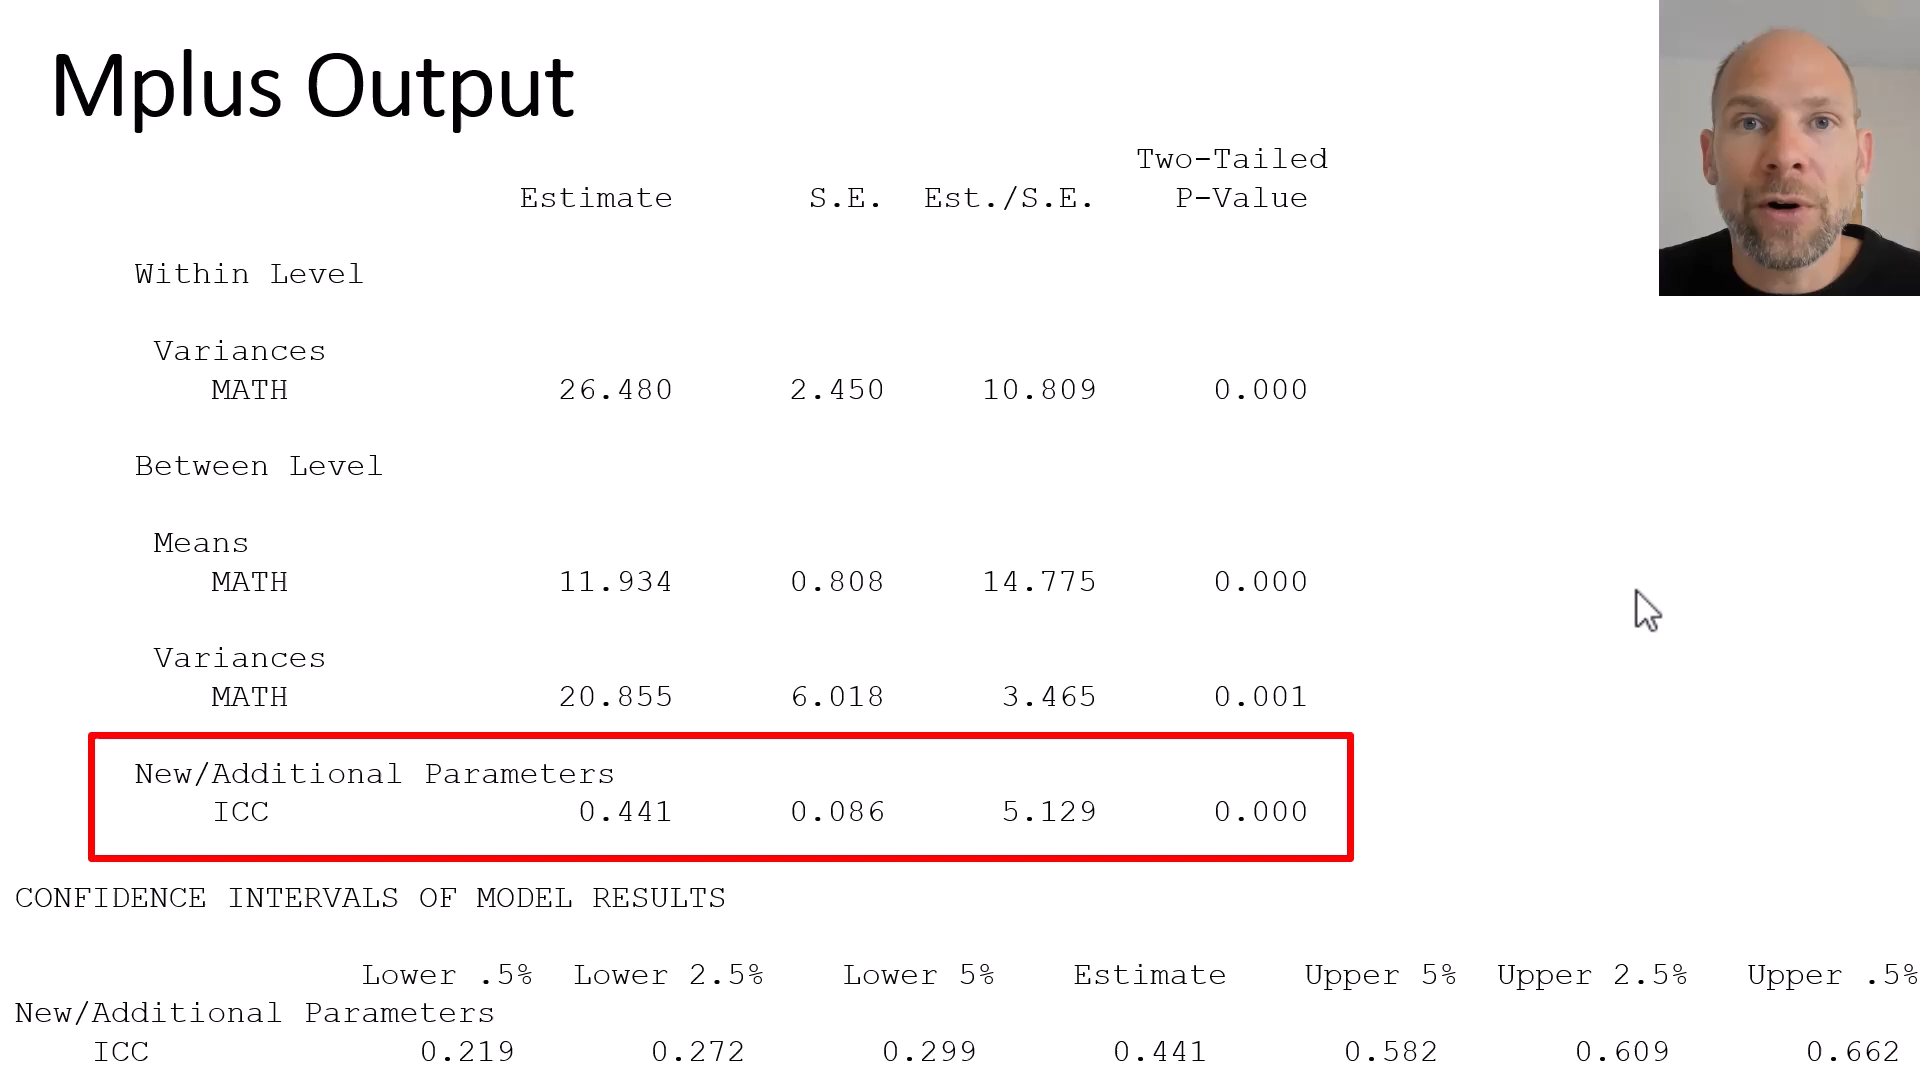 Mplus Output
Two-Tailed
Estimate S.E. Est./S.E. P-Value
Within Level
Variances
MATH 26.480 2.450 10.809 0.000
Between Level
Means
MATH 11.934 0.808 14.775 0.000
Variances
MATH 20.855 6.018 3.465 0.001
New/Additional Parameters
ICC 0.441 0.086 5.129 0.000
CONFIDENCE INTERVALS OF MODEL RESULTS
Lower .5% Lower 2.5% Lower 5% Estimate Upper 5% Upper 2.5% Upper .5%
New/Additional Parameters
ICC 0.219 0.272 0.299 0.441 0.582 0.609 0.662